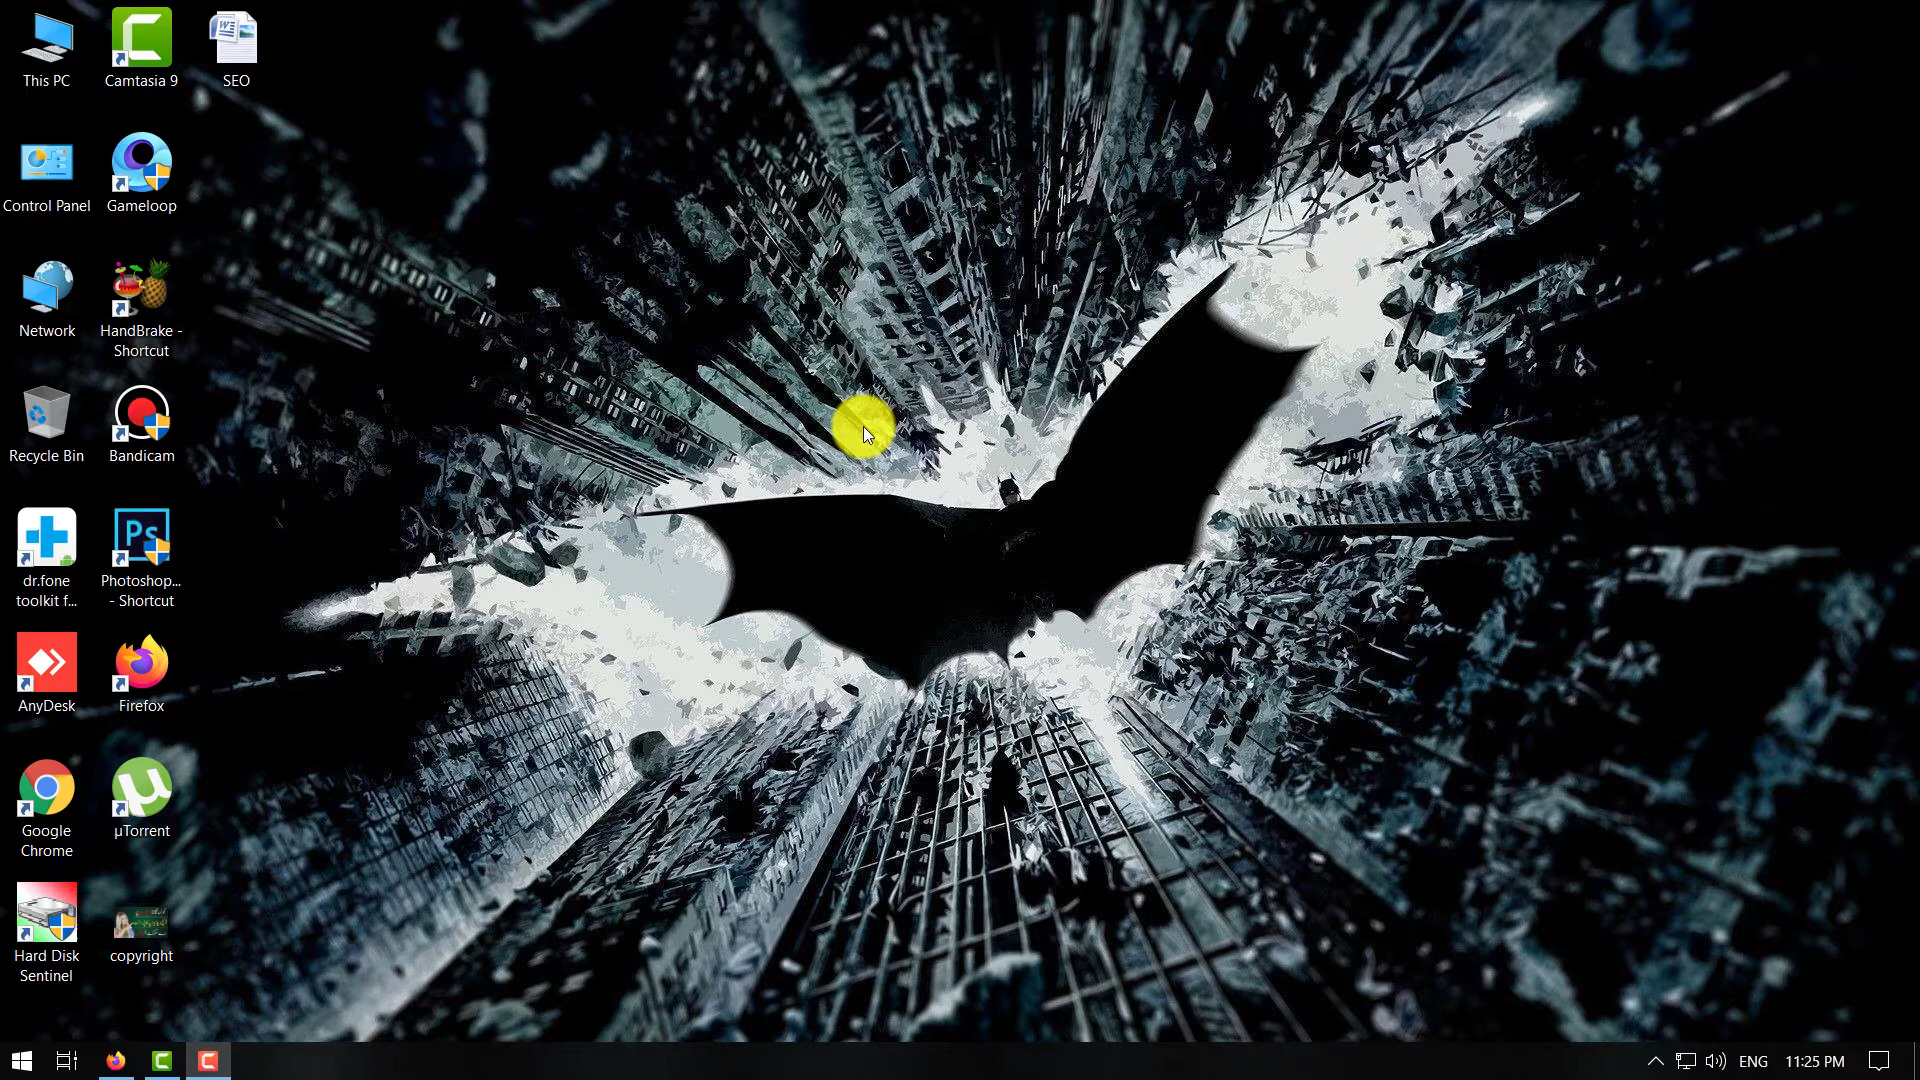 This PC
Camtasia 9
SEO
Control Panel
Gameloop
Network
HandBrake -
Shortcut
Recycle Bin
Bandicam
dr.fone
toolkit f...
Photoshop...
- Shortcut
AnyDesk
Firefox
Google
Chrome
µTorrent
Hard Disk
Sentinel
copyright
ENG
11:25 PM